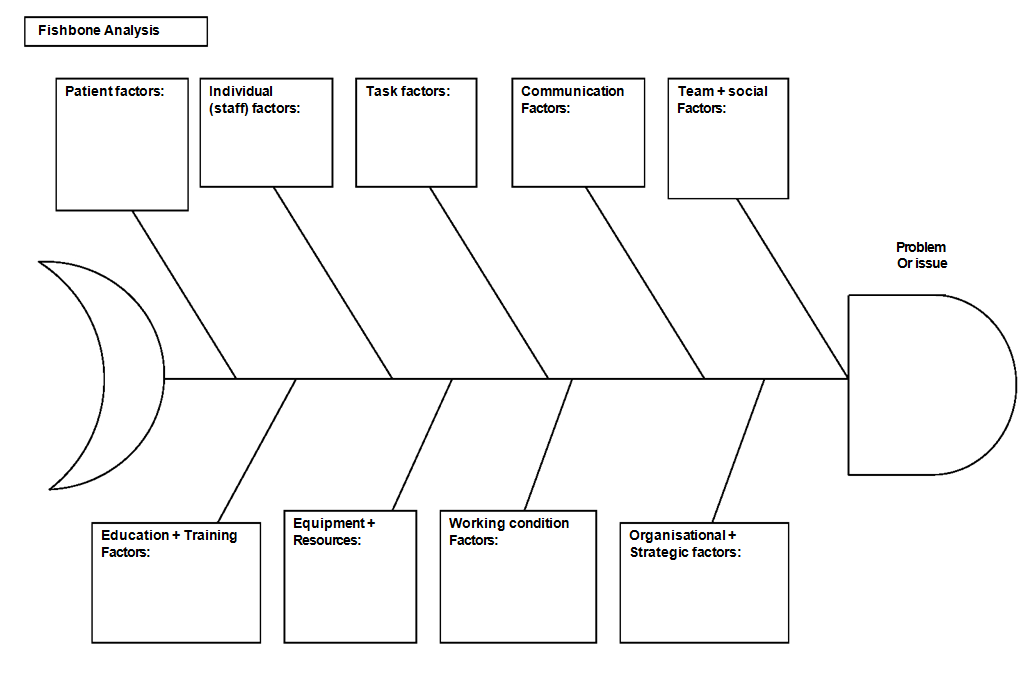 Fishbone Analysis
Patient factors:
Individual
(staff) factors:
Task factors:
Communication
Factors:
Team + social
Factors:
Problem
Or issue
Education + Training
Factors:
Equipment +
Resources:
Working condition
Factors:
Organisational +
Strategic factors: